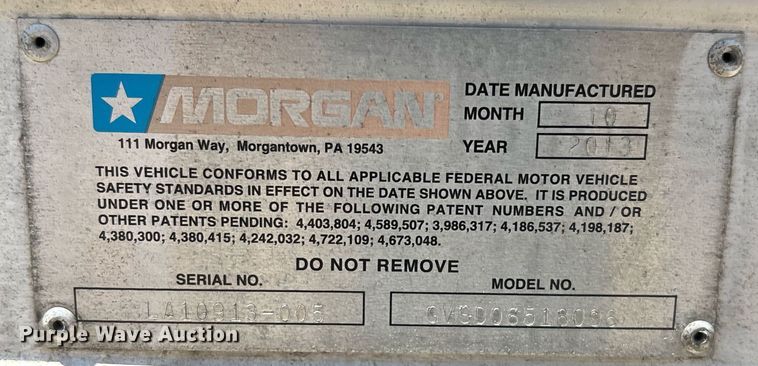 MORGAN
DATE MANUFACTURED
MONTH 10
YEAR 2013
111 Morgan Way, Morgantown, PA 19543
THIS VEHICLE CONFORMS TO ALL APPLICABLE FEDERAL MOTOR VEHICLE
SAFETY STANDARDS IN EFFECT ON THE DATE SHOWN ABOVE. IT IS PRODUCED
UNDER ONE OR MORE OF THE FOLLOWING PATENT NUMBERS AND / OR
OTHER PATENTS PENDING: 4,403,804; 4,589,507; 3,986,317; 4,186,537; 4,198,187;
4,380,300; 4,380,415; 4,242,032; 4,722,109; 4,673,048.
DO NOT REMOVE
SERIAL NO. MODEL NO.
LA10913-005
Purple Wave Auction